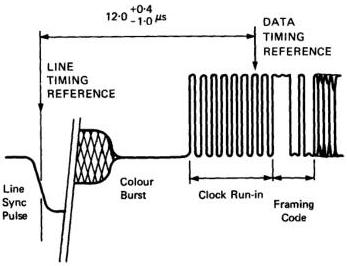 12·0 +0·4 -1·0 µs
DATA
TIMING
REFERENCE
LINE
TIMING
REFERENCE
Line
Sync
Pulse
Colour
Burst
Clock Run-in
Framing
Code